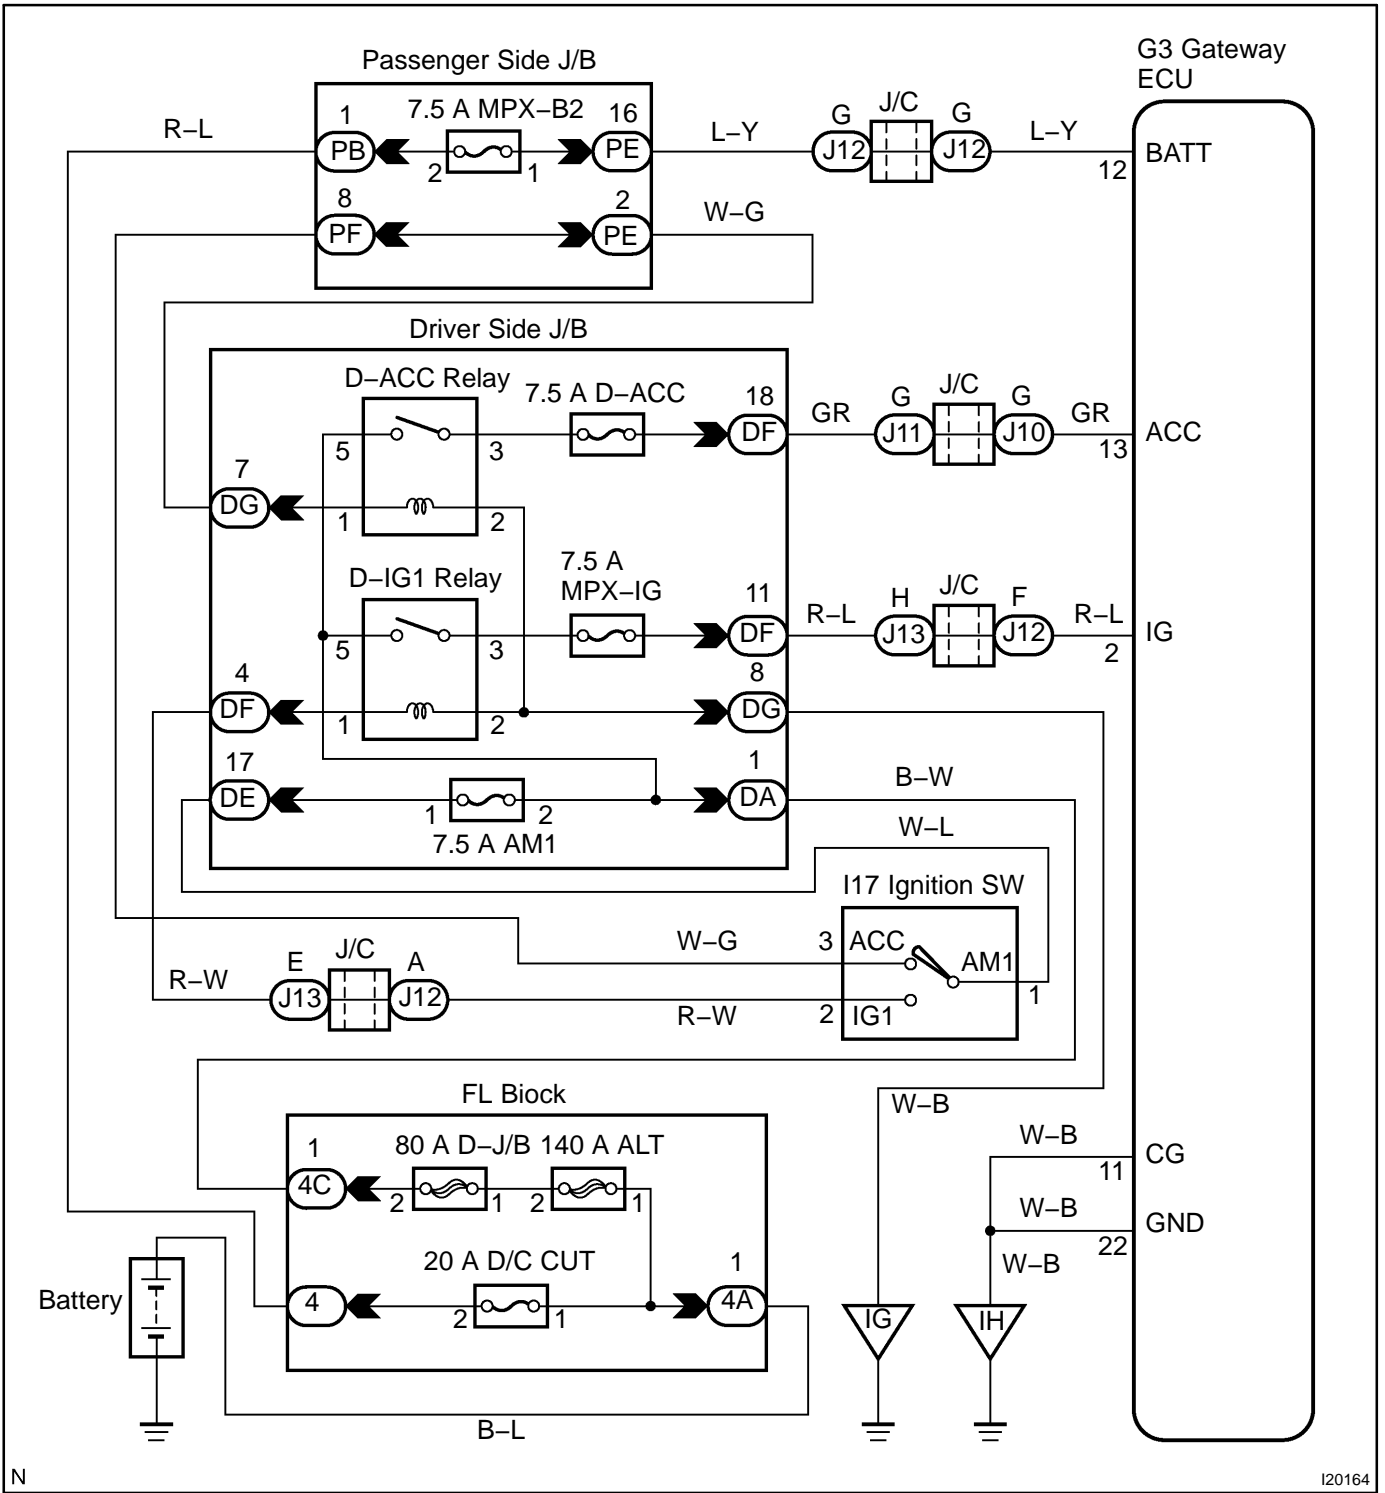 G3 Gateway
ECU
Passenger Side J/B
1
7.5 A MPX–B2
16
R–L
PB
2
1
PE
L–Y
G
J/C
G
L–Y
J12
J12
12
BATT
8
2
W–G
PF
PE
Driver Side J/B
D–ACC Relay
7.5 A D–ACC
18
G
J/C
G
GR
GR
5
3
DF
J11
J10
13
ACC
7
DG
1
2
D–IG1 Relay
7.5 A
MPX–IG
11
H
J/C
F
R–L
R–L
5
3
DF
J13
J12
2
IG
4
8
DF
1
2
DG
17
1
B–W
DE
1
2
DA
7.5 A AM1
W–L
I17 Ignition SW
W–G
3
ACC
AM1
E
J/C
A
R–W
J13
J12
1
R–W
2
IG1
FL Biock
W–B
1
80 A D–J/B
140 A ALT
W–B
11
CG
4C
2
1
2
1
W–B
22
GND
20 A D/C CUT
1
W–B
Battery
4
2
1
4A
IG
IH
B–L
N
I20164